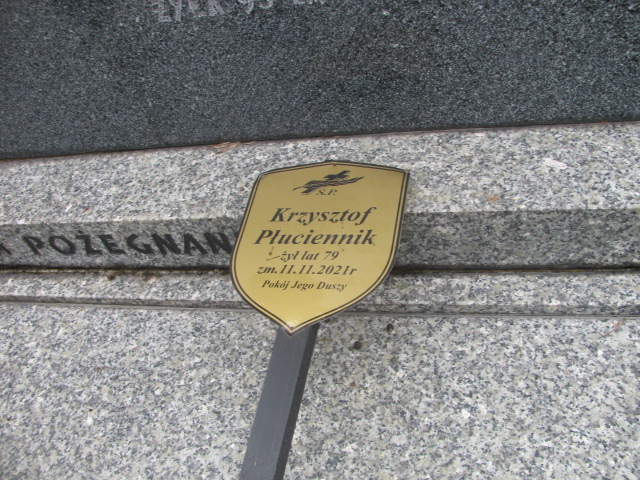 Ś.P.
Krzysztof
Płuciennik
żył lat 79
zm.11.11.2021r
Pokój Jego Duszy
POŻEGNAN